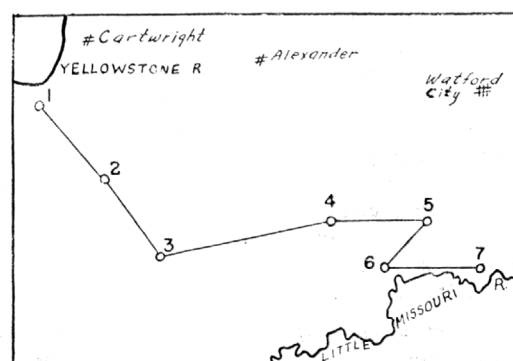 # Cartwright
YELLOWSTONE R
# Alexander
Watford
City #
1
2
3
4
5
6
7
LITTLE MISSOURI R.